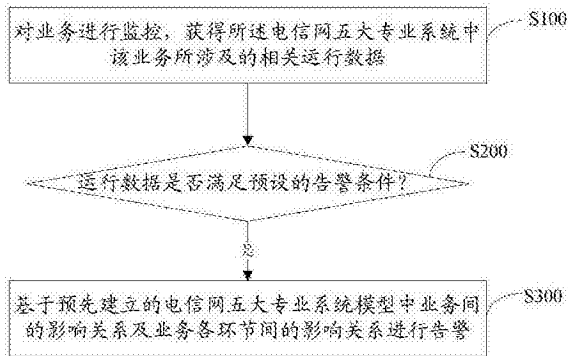 对业务进行监控，获得所述电信网五大专业系统中
该业务所涉及的相关运行数据
S100
运行数据是否满足预设的告警条件？
S200
是
基于预先建立的电信网五大专业系统模型中业务间
的影响关系及业务各环节间的影响关系进行告警
S300